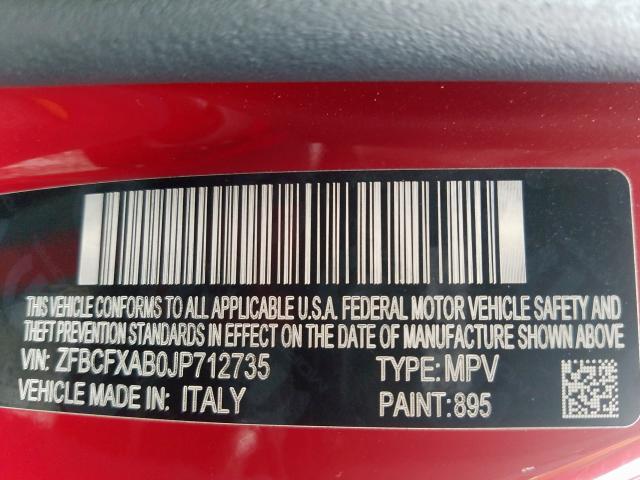 THIS VEHICLE CONFORMS TO ALL APPLICABLE U.S.A. FEDERAL MOTOR VEHICLE SAFETY AND
THEFT PREVENTION STANDARDS IN EFFECT ON THE DATE OF MANUFACTURE SHOWN ABOVE
VIN: ZFBCFXAB0JP712735 TYPE: MPV
VEHICLE MADE IN: ITALY PAINT: 895